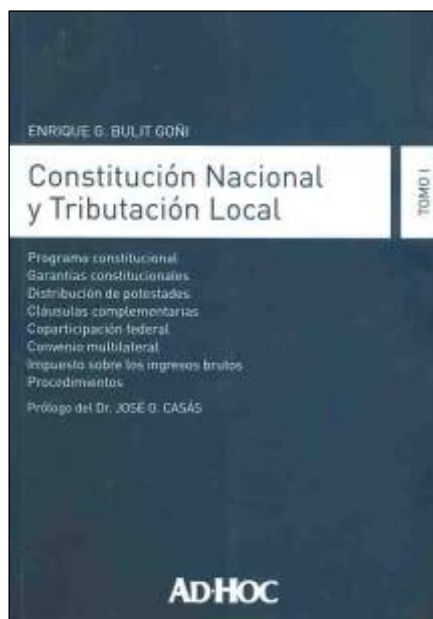 ENRIQUE G. BULIT GOÑI
Constitución Nacional
y Tributación Local
TOMO I
Programa constitucional
Garantías constitucionales
Distribución de potestades
Cláusulas complementarias
Coparticipación federal
Convenio multilateral
Impuesto sobre los ingresos brutos
Procedimientos
Prólogo del Dr. JOSÉ O. CASÁS
AD·HOC